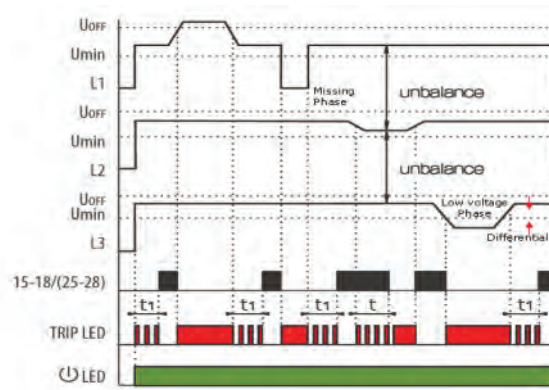 UOFF
Umin
L1
Missing
Phase
unbalance
UOFF
Umin
L2
unbalance
UOFF
Umin
Low voltage
Phase
L3
Differential
15-18/(25-28)
t1
t1
t1
t
t1
TRIP LED
LED